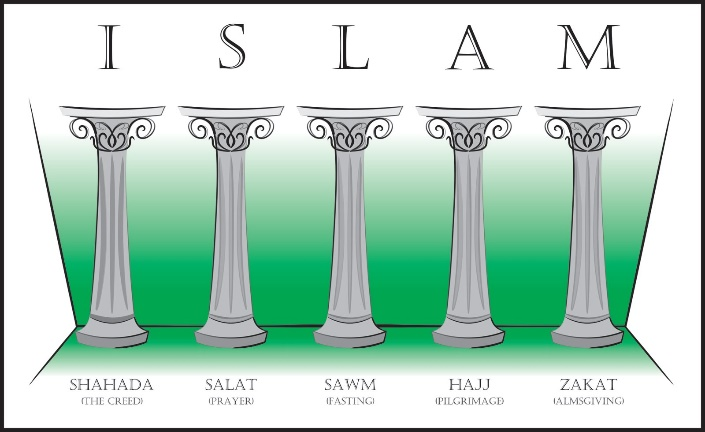 I S L A M
SHAHADA SALAT SAWM HAJJ ZAKAT
(THE CREED) (PRAYER) (FASTING) (PILGRIMAGE) (ALMSGIVING)